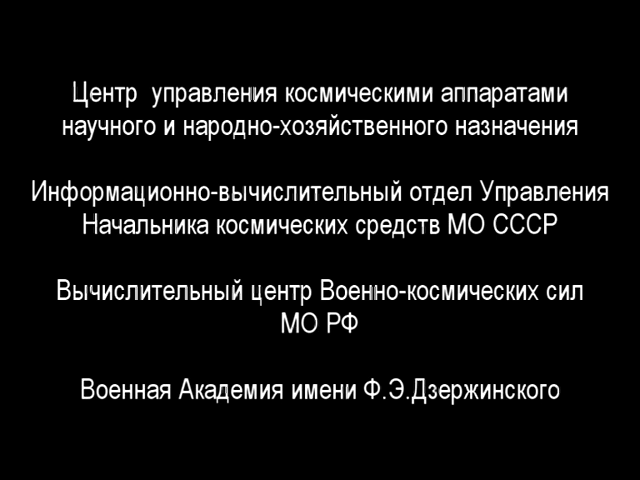 Центр управления космическими аппаратами
научного и народно-хозяйственного назначения
Информационно-вычислительный отдел Управления
Начальника космических средств МО СССР
Вычислительный центр Военно-космических сил
МО РФ
Военная Академия имени Ф.Э.Дзержинского